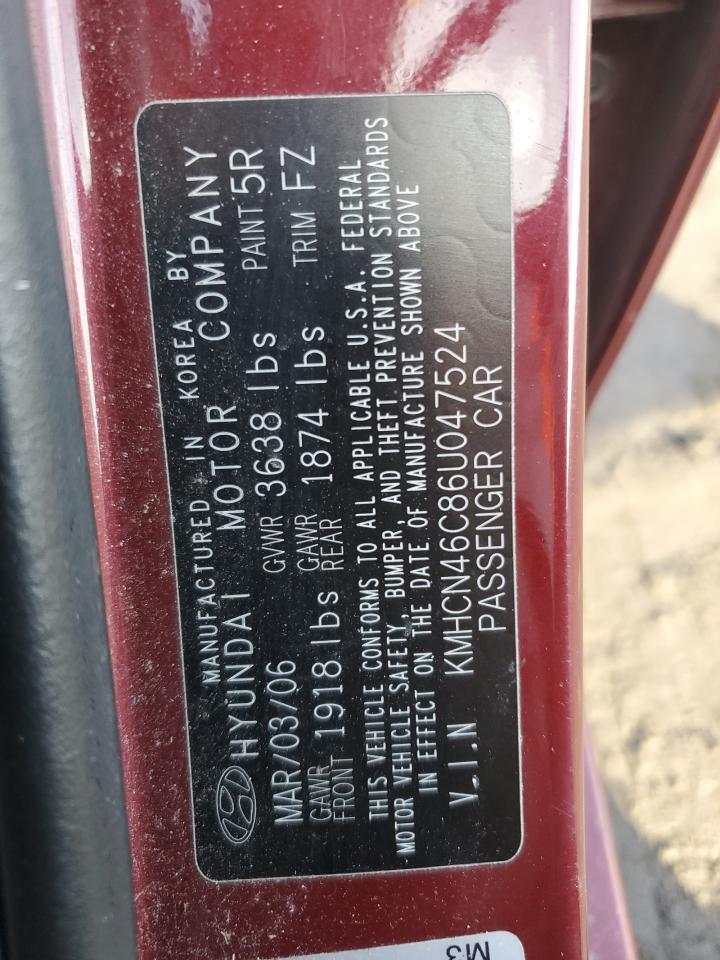 MANUFACTURED IN KOREA BY
HYUNDAI MOTOR COMPANY
MAR/03/06 GVWR 3638 lbs PAINT 5R
GAWR FRONT 1918 lbs GAWR REAR 1874 lbs TRIM FZ
THIS VEHICLE CONFORMS TO ALL APPLICABLE U.S.A. FEDERAL
MOTOR VEHICLE SAFETY, BUMPER, AND THEFT PREVENTION STANDARDS
IN EFFECT ON THE DATE OF MANUFACTURE SHOWN ABOVE
V.I.N KMHCN46C86U047524
PASSENGER CAR
M3